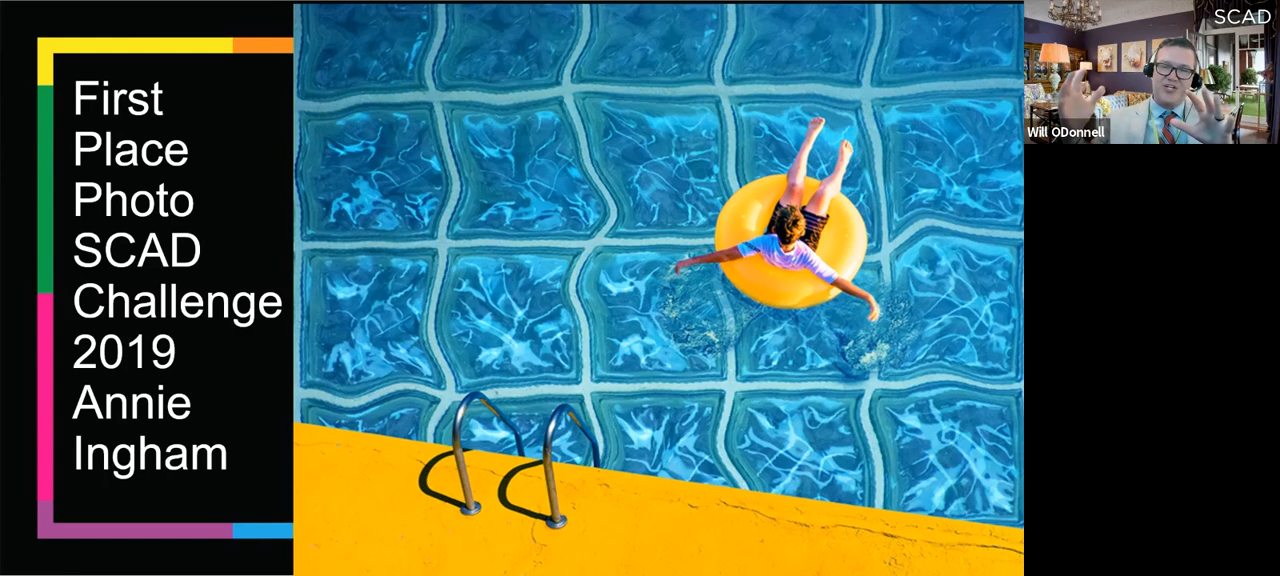 First
Place
Photo
SCAD
Challenge
2019
Annie
Ingham
SCAD
Will ODonnell